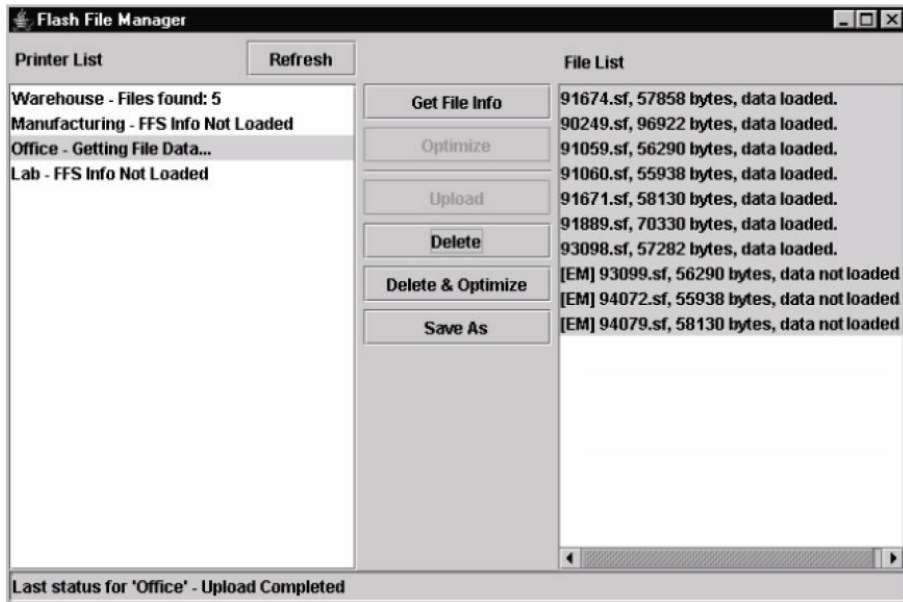 Flash File Manager
Printer List
Refresh
File List
Warehouse - Files found: 5
Manufacturing - FFS Info Not Loaded
Office - Getting File Data...
Lab - FFS Info Not Loaded
Get File Info
Optimize
Upload
Delete
Delete & Optimize
Save As
91674.sf, 57858 bytes, data loaded.
90249.sf, 96922 bytes, data loaded.
91059.sf, 56290 bytes, data loaded.
91060.sf, 55938 bytes, data loaded.
91671.sf, 58130 bytes, data loaded.
91889.sf, 70330 bytes, data loaded.
93098.sf, 57282 bytes, data loaded.
[EM] 93099.sf, 56290 bytes, data not loaded
[EM] 94072.sf, 55938 bytes, data not loaded
[EM] 94079.sf, 58130 bytes, data not loaded
Last status for 'Office' - Upload Completed